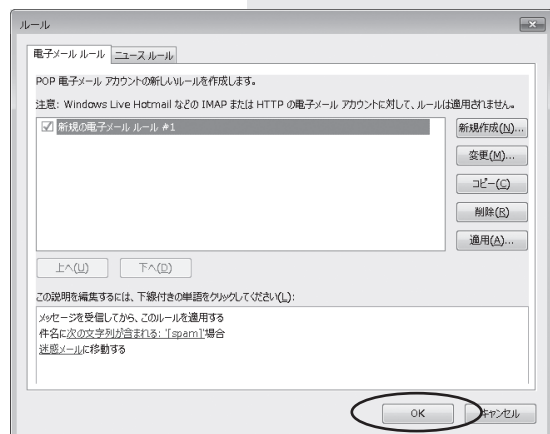 ルール
電子メール ルール ニュース ルール
POP 電子メール アカウントの新しいルールを作成します。
注意: Windows Live Hotmail などの IMAP または HTTP の電子メール アカウントに対して、ルールは適用されません。
新規の電子メール ルール #1
新規作成(N)...
変更(M)...
コピー(C)
削除(R)
適用(A)...
上へ(U) 下へ(D)
この説明を編集するには、下線付きの単語をクリックしてください(L):
メッセージを受信してから、このルールを適用する
件名に次の文字列が含まれる: '[spam]'場合
迷惑メールに移動する
OK キャンセル